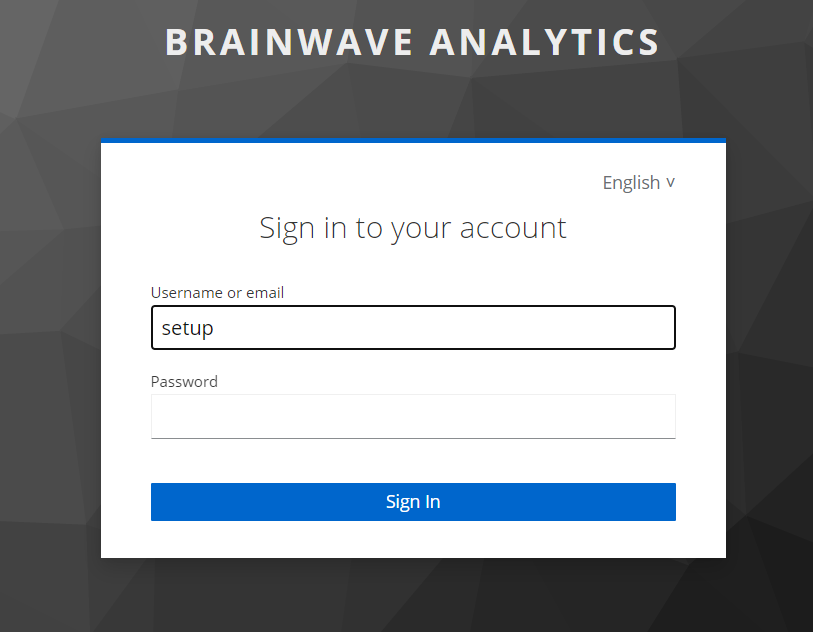 BRAINWAVE ANALYTICS
English v
Sign in to your account
Username or email
setup
Password
Sign In